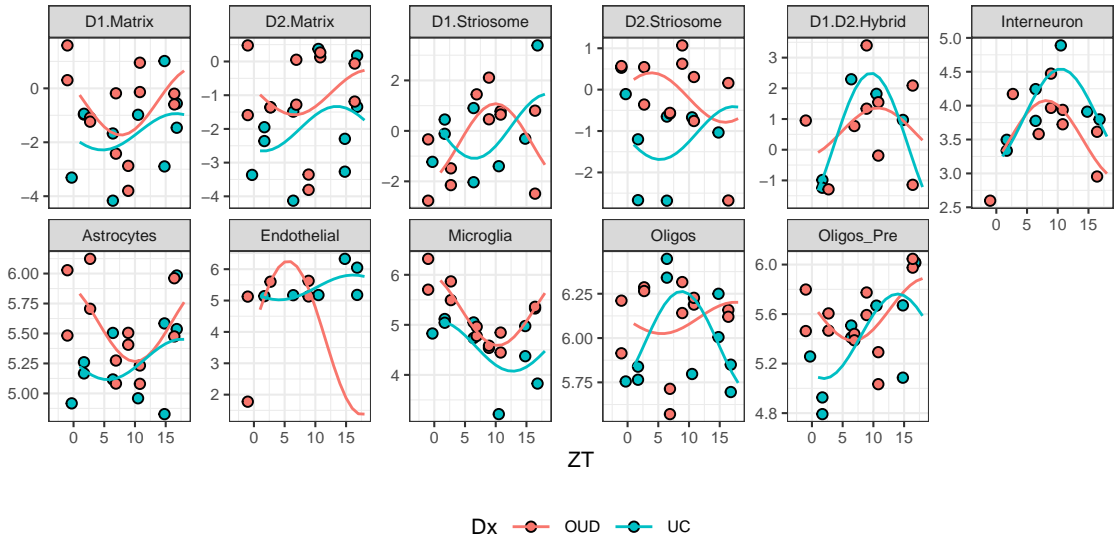 D1.Matrix D2.Matrix D1.Striosome D2.Striosome D1.D2.Hybrid Interneuron
0 −2 −4
0 −1 −2 −3 −4
2 0 −2
1 0 −1 −2
3 2 1 0 −1
5.0 4.5 4.0 3.5 3.0 2.5
0 5 10 15
Astrocytes Endothelial Microglia Oligos Oligos_Pre
6.00 5.75 5.50 5.25 5.00
6 5 4 3 2
6 5 4
6.25 6.00 5.75
6.0 5.6 5.2 4.8
0 5 10 15 0 5 10 15 0 5 10 15 0 5 10 15 0 5 10 15
ZT
Dx OUD UC